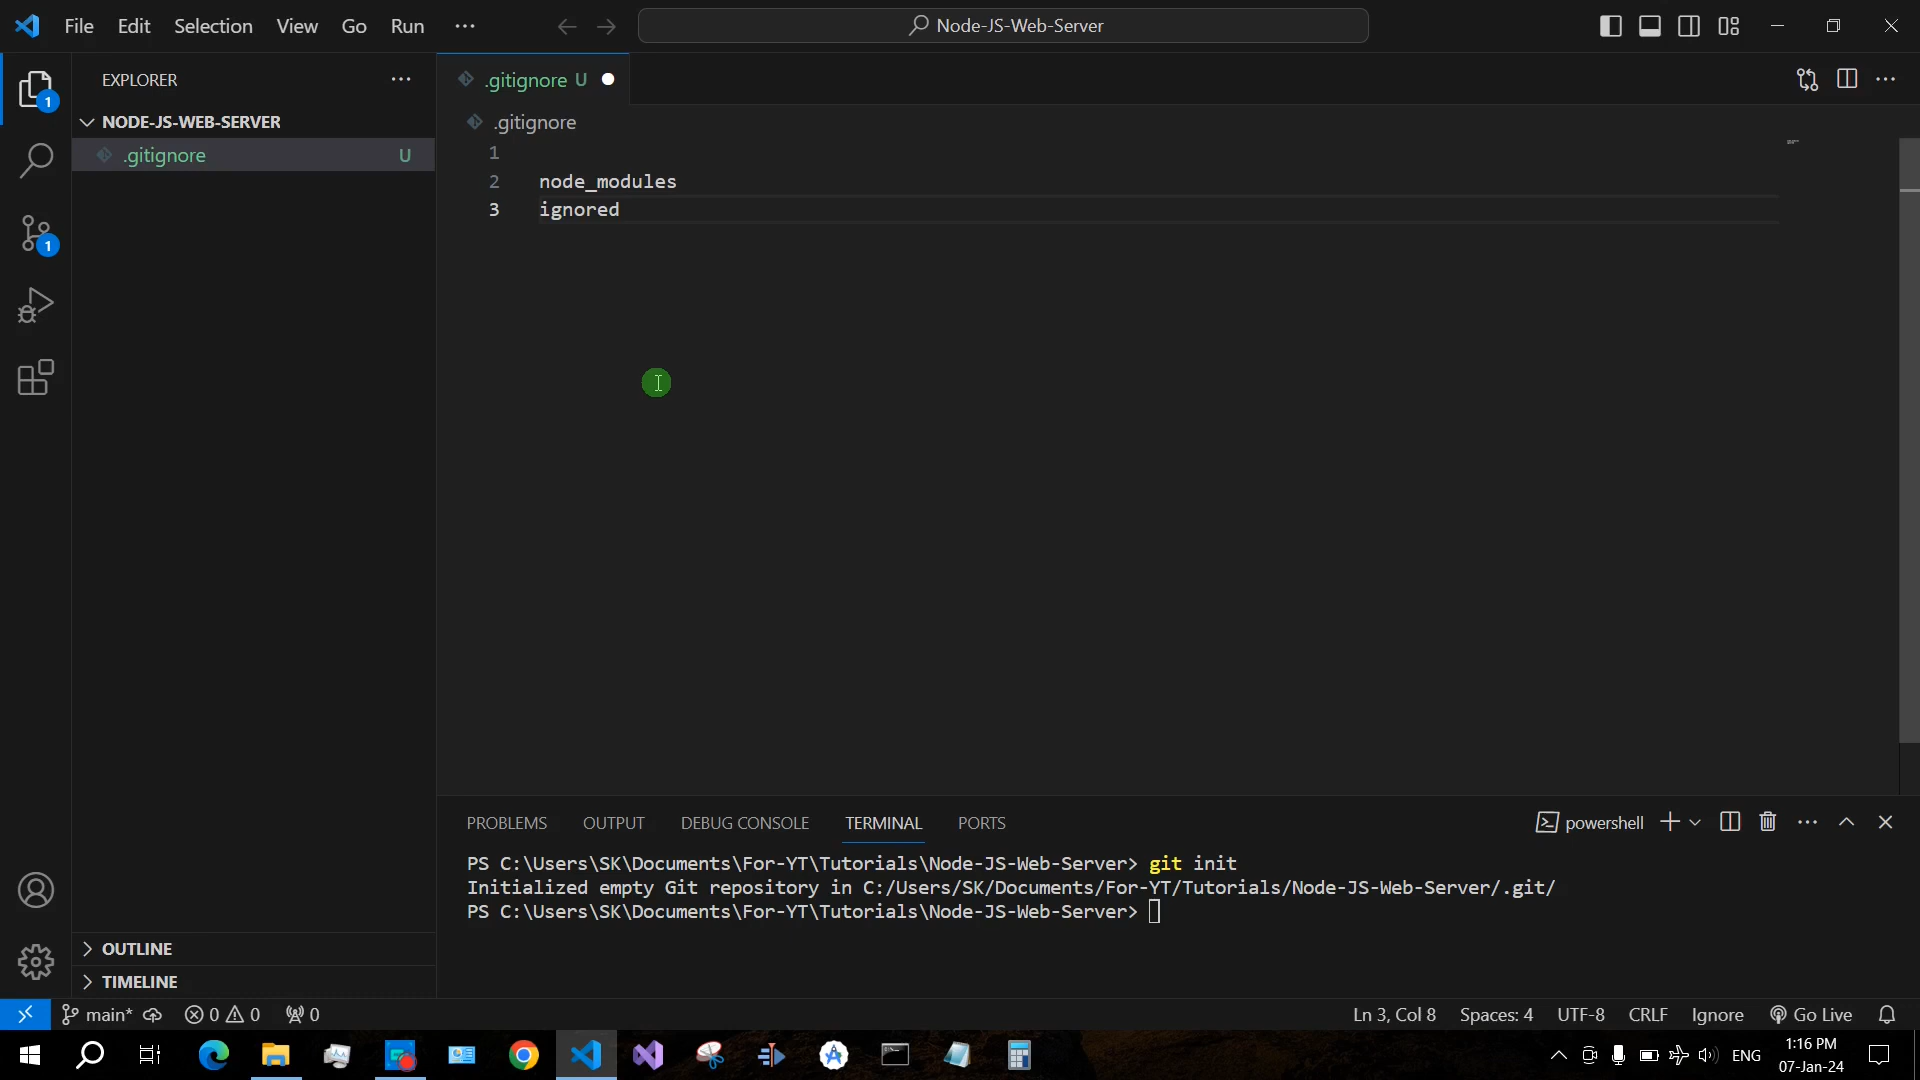 File Edit Selection View Go Run ···
Node-JS-Web-Server
1
EXPLORER ···
.gitignore U
NODE-JS-WEB-SERVER
.gitignore
.gitignore U
1
2 node_modules
3 ignored
1
PROBLEMS OUTPUT DEBUG CONSOLE TERMINAL PORTS
powershell
PS C:\Users\SK\Documents\For-YT\Tutorials\Node-JS-Web-Server> git init
Initialized empty Git repository in C:/Users/SK/Documents/For-YT/Tutorials/Node-JS-Web-Server/.git/
PS C:\Users\SK\Documents\For-YT\Tutorials\Node-JS-Web-Server>
OUTLINE
TIMELINE
main* 0 0 0
Ln 3, Col 8 Spaces: 4 UTF-8 CRLF Ignore Go Live
ENG
1:16 PM
07-Jan-24